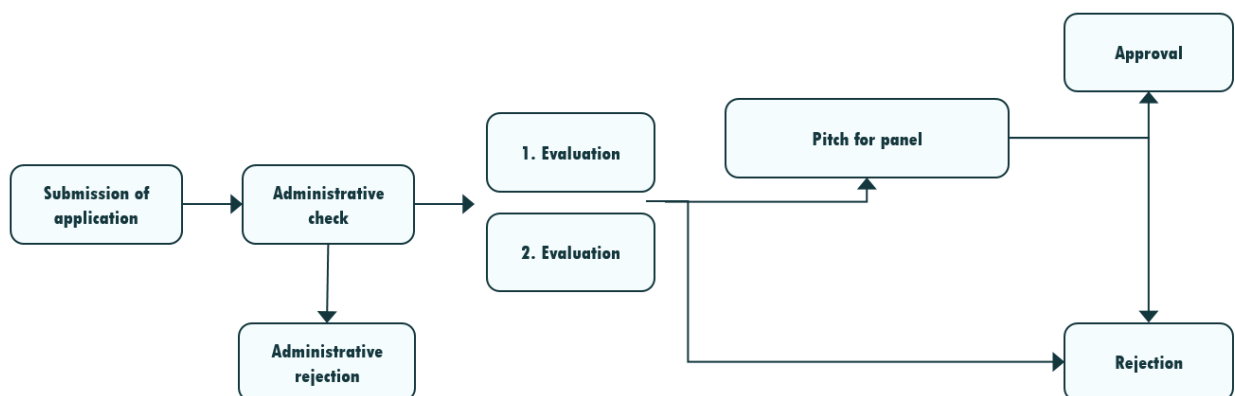 Submission of
application
Administrative
check
Administrative
rejection
1. Evaluation
2. Evaluation
Pitch for panel
Approval
Rejection